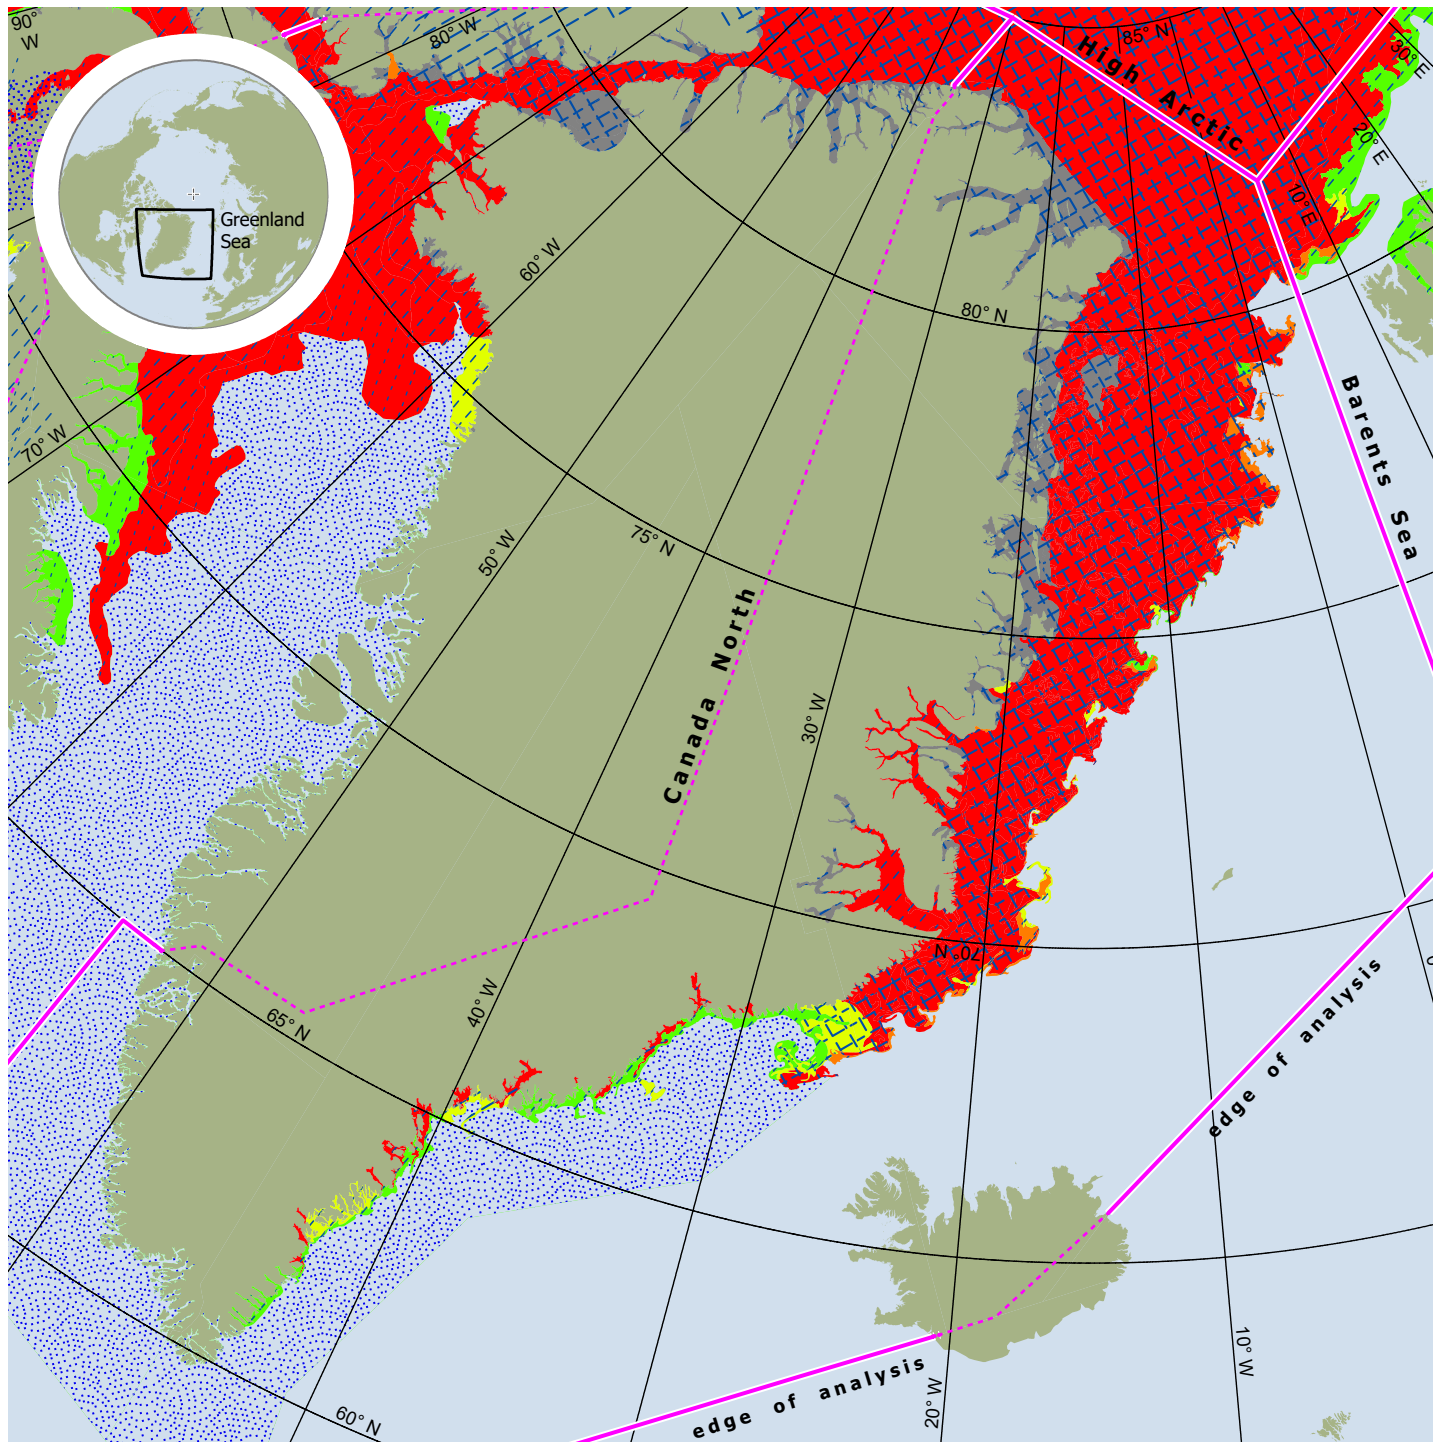 90°
W
80° W
85° N
30° E
High Arctic
20° E
10° E
Greenland
Sea
60° W
80° N
Barents Sea
70° W
50° W
75° N
Canada North
30° W
70° N
0°
edge of analysis
40° W
65° N
10° W
edge of analysis
20° W
60° N